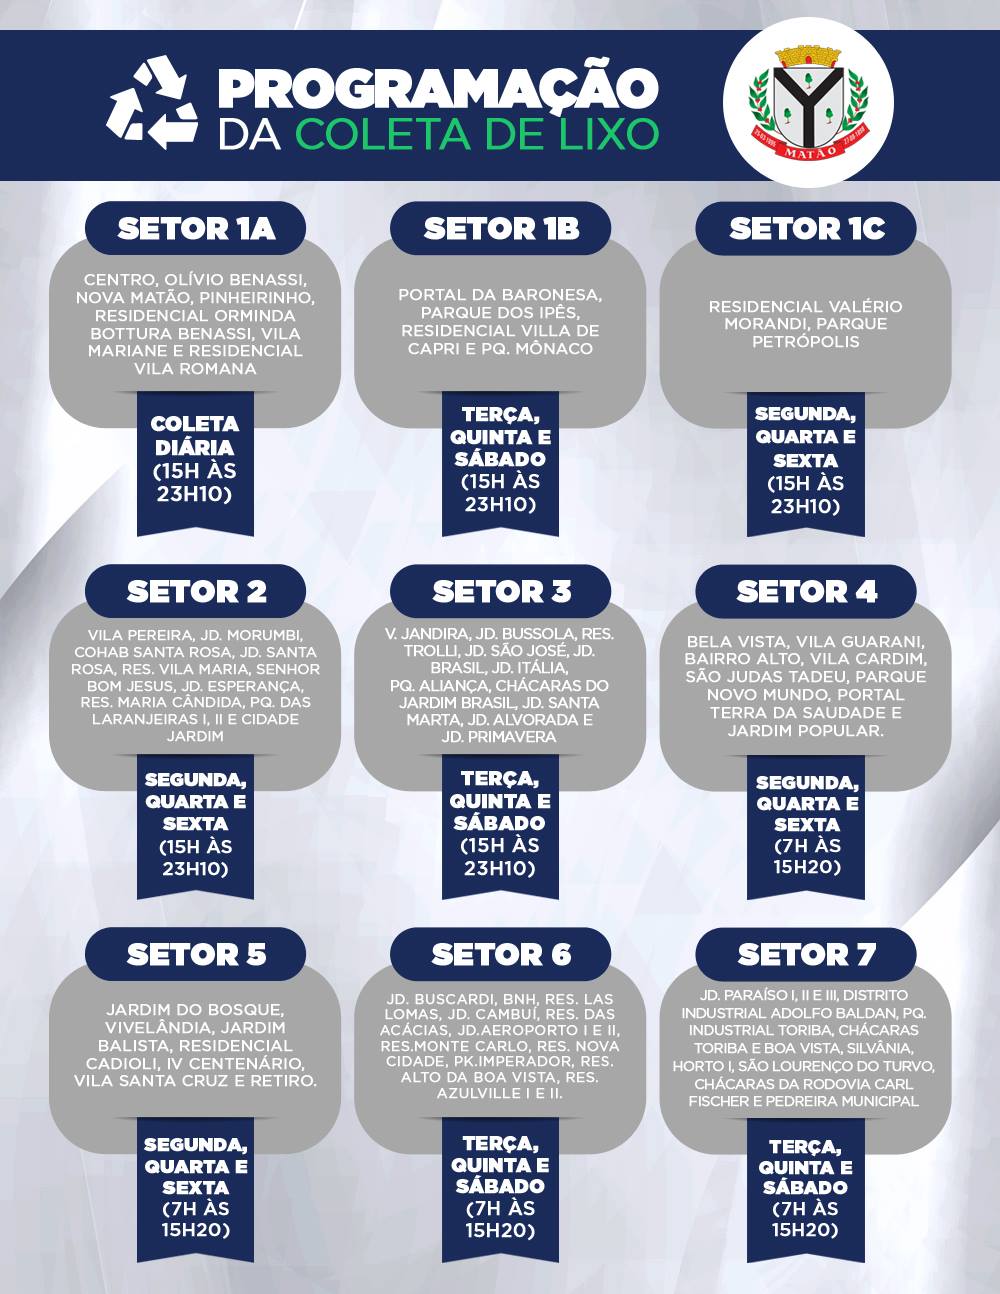 PROGRAMAÇÃO
DA COLETA DE LIXO
25-03-1895
27-08-1898
MATÃO
SETOR 1A
CENTRO, OLÍVIO BENASSI,
NOVA MATÃO, PINHEIRINHO,
RESIDENCIAL ORMINDA
BOTTURA BENASSI, VILA
MARIANE E RESIDENCIAL
VILA ROMANA
COLETA
DIÁRIA
(15H ÀS
23H10)
SETOR 1B
PORTAL DA BARONESA,
PARQUE DOS IPÊS,
RESIDENCIAL VILLA DE
CAPRI E PQ. MÔNACO
TERÇA,
QUINTA E
SÁBADO
(15H ÀS
23H10)
SETOR 1C
RESIDENCIAL VALÉRIO
MORANDI, PARQUE
PETRÓPOLIS
SEGUNDA,
QUARTA E
SEXTA
(15H ÀS
23H10)
SETOR 2
VILA PEREIRA, JD. MORUMBI,
COHAB SANTA ROSA, JD. SANTA
ROSA, RES. VILA MARIA, SENHOR
BOM JESUS, JD. ESPERANÇA,
RES. MARIA CÂNDIDA, PQ. DAS
LARANJEIRAS I, II E CIDADE
JARDIM
SEGUNDA,
QUARTA E
SEXTA
(15H ÀS
23H10)
SETOR 3
V. JANDIRA, JD. BUSSOLA, RES.
TROLLI, JD. SÃO JOSÉ, JD.
BRASIL, JD. ITÁLIA,
PQ. ALIANÇA, CHÁCARAS DO
JARDIM BRASIL, JD. SANTA
MARTA, JD. ALVORADA E
JD. PRIMAVERA
TERÇA,
QUINTA E
SÁBADO
(15H ÀS
23H10)
SETOR 4
BELA VISTA, VILA GUARANI,
BAIRRO ALTO, VILA CARDIM,
SÃO JUDAS TADEU, PARQUE
NOVO MUNDO, PORTAL
TERRA DA SAUDADE E
JARDIM POPULAR.
SEGUNDA,
QUARTA E
SEXTA
(7H ÀS
15H20)
SETOR 5
JARDIM DO BOSQUE,
VIVELÂNDIA, JARDIM
BALISTA, RESIDENCIAL
CADIOLI, IV CENTENÁRIO,
VILA SANTA CRUZ E RETIRO.
SEGUNDA,
QUARTA E
SEXTA
(7H ÀS
15H20)
SETOR 6
JD. BUSCARDI, BNH, RES. LAS
LOMAS, JD. CAMBUÍ, RES. DAS
ACÁCIAS, JD.AEROPORTO I E II,
RES.MONTE CARLO, RES. NOVA
CIDADE, PK.IMPERADOR, RES.
ALTO DA BOA VISTA, RES.
AZULVILLE I E II.
TERÇA,
QUINTA E
SÁBADO
(7H ÀS
15H20)
SETOR 7
JD. PARAÍSO I, II E III, DISTRITO
INDUSTRIAL ADOLFO BALDAN, PQ.
INDUSTRIAL TORIBA, CHÁCARAS
TORIBA E BOA VISTA, SILVÂNIA,
HORTO I, SÃO LOURENÇO DO TURVO,
CHÁCARAS DA RODOVIA CARL
FISCHER E PEDREIRA MUNICIPAL
TERÇA,
QUINTA E
SÁBADO
(7H ÀS
15H20)